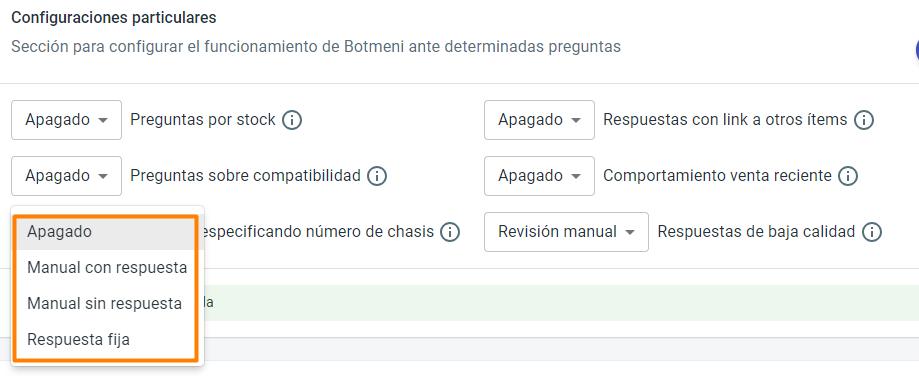 Configuraciones particulares
Sección para configurar el funcionamiento de Botmeni ante determinadas preguntas
Apagado Preguntas por stock
Apagado Respuestas con link a otros ítems
Apagado Preguntas sobre compatibilidad
Apagado Comportamiento venta reciente
especificando número de chasis
Revisión manual Respuestas de baja calidad
Apagado
Manual con respuesta
Manual sin respuesta
Respuesta fija